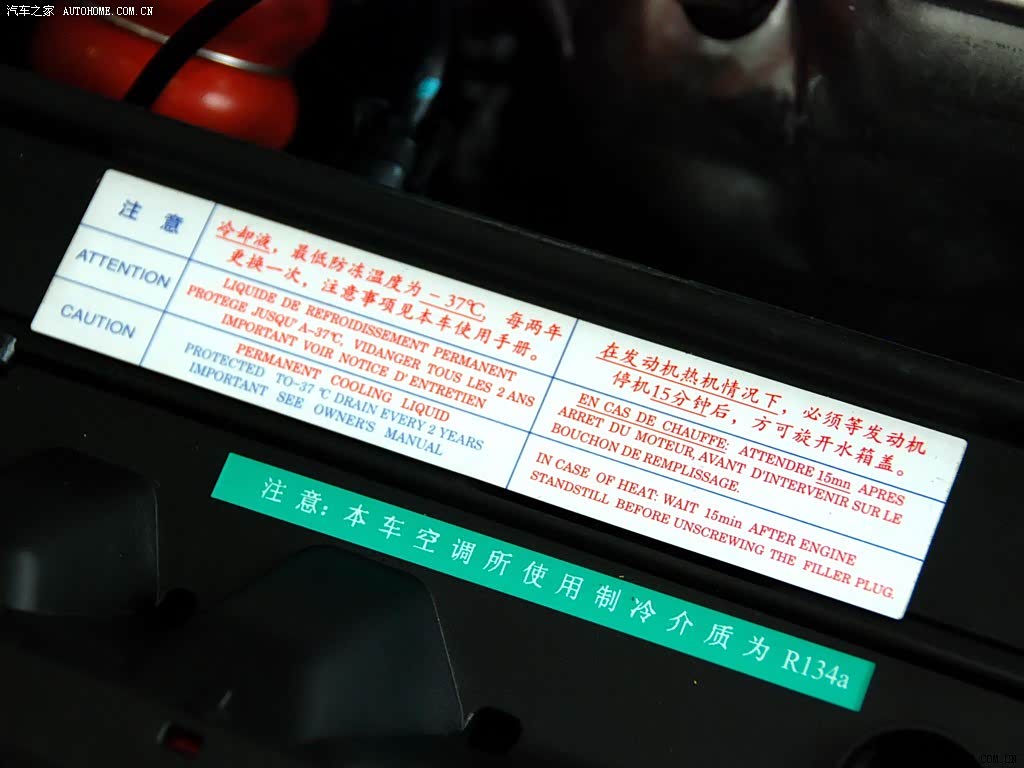 汽车之家 AUTOHOME.COM.CN
注 意
冷却液，最低防冻温度为－37℃，每两年
更换一次，注意事项见本车使用手册。
ATTENTION
LIQUIDE DE REFROIDISSEMENT PERMANENT
PROTEGE JUSQU' A-37℃, VIDANGER TOUS LES 2 ANS
IMPORTANT VOIR NOTICE D' ENTRETIEN
CAUTION
PERMANENT COOLING LIQUID
PROTECTED TO-37 ℃ DRAIN EVERY 2 YEARS
IMPORTANT SEE OWNER'S MANUAL
在发动机热机情况下，必须等发动机
停机15分钟后，方可旋开水箱盖。
EN CAS DE CHAUFFE: ATTENDRE 15mn APRES
ARRET DU MOTEUR AVANT D'INTERVENIR SUR LE
BOUCHON DE REMPLISSAGE.
IN CASE OF HEAT: WAIT 15min AFTER ENGINE
STANDSTILL BEFORE UNSCREWING THE FILLER PLUG.
注意：本车空调所使用制冷介质为 R134a